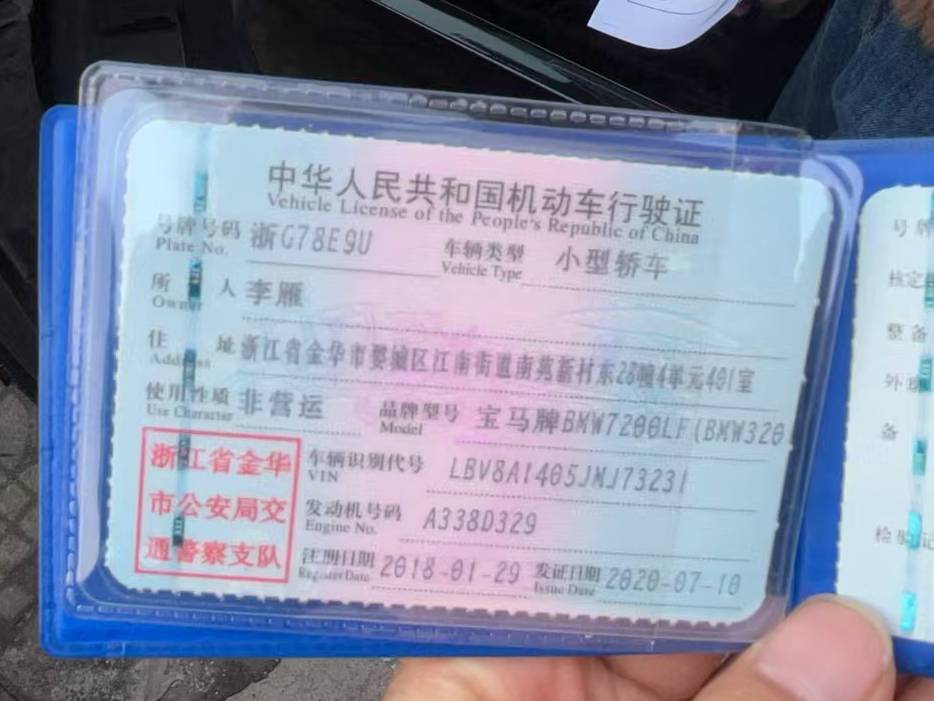 中华人民共和国机动车行驶证
Vehicle License of the People's Republic of China
号牌号码 浙G78E9U 车辆类型 小型轿车
Plate No. Vehicle Type
所 人 李雁
Owner
住 址 浙江省金华市婺城区江南街道南苑新村东28幢4单元401室
Address
使用性质 非营运 品牌型号 宝马牌BMW7200LF(BMW320
Use Character Model
浙江省金华
市公安局交
通警察支队
车辆识别代号 LBV8A1405JMJ73231
VIN
发动机号码 A338D329
Engine No.
注册日期 2018-01-29 发证日期 2020-07-10
Register Date Issue Date
号牌
核定
整备
外
备
检验记